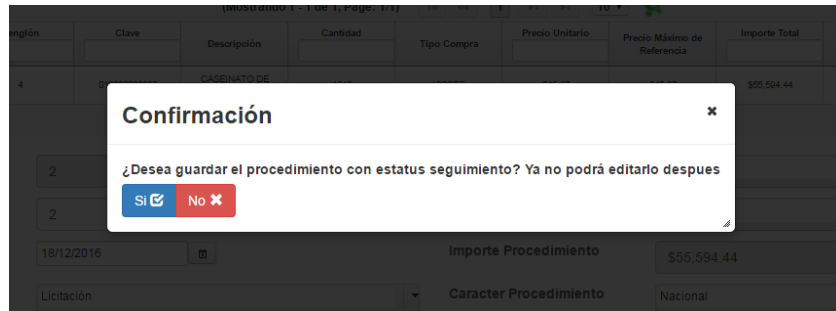 (Mostrando 1 - 1 de 1, Page: 1/1) 1 10
englón Clave Descripción Cantidad Tipo Compra Precio Unitario Precio Máximo de Referencia Importe Total
4 CASEINATO DE $55,594.44
Confirmación
¿Desea guardar el procedimiento con estatus seguimiento? Ya no podrá editarlo despues
Si No
2
2
18/12/2016 Importe Procedimiento $55,594.44
Licitación Caracter Procedimiento Nacional